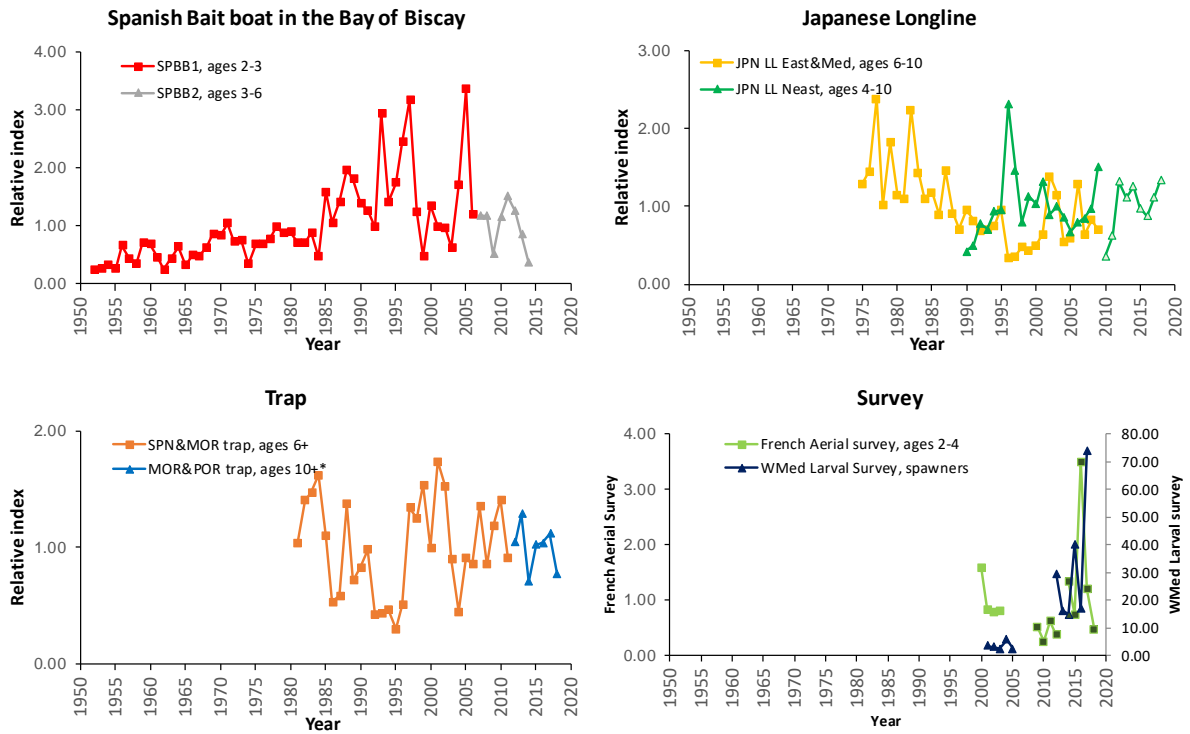 Spanish Bait boat in the Bay of Biscay
SPBB1, ages 2-3
SPBB2, ages 3-6
Relative index
4.00
3.00
2.00
1.00
0.00
1950 1955 1960 1965 1970 1975 1980 1985 1990 1995 2000 2005 2010 2015 2020
Year
Japanese Longline
JPN LL East&Med, ages 6-10
JPN LL Neast, ages 4-10
Relative index
3.00
2.00
1.00
0.00
1950 1955 1960 1965 1970 1975 1980 1985 1990 1995 2000 2005 2010 2015 2020
Year
Trap
SPN&MOR trap, ages 6+
MOR&POR trap, ages 10+*
Relative index
2.00
1.00
0.00
1950 1955 1960 1965 1970 1975 1980 1985 1990 1995 2000 2005 2010 2015 2020
Year
Survey
French Aerial survey, ages 2-4
WMed Larval Survey, spawners
French Aerial Survey
4.00
3.00
2.00
1.00
0.00
80.00
70.00
60.00
50.00
40.00
30.00
20.00
10.00
0.00
WMed Larval survey
1950 1955 1960 1965 1970 1975 1980 1985 1990 1995 2000 2005 2010 2015 2020
Year